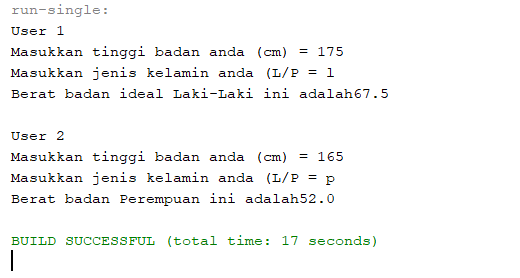 run-single:
User 1
Masukkan tinggi badan anda (cm) = 175
Masukkan jenis kelamin anda (L/P = l
Berat badan ideal Laki-Laki ini adalah67.5
User 2
Masukkan tinggi badan anda (cm) = 165
Masukkan jenis kelamin anda (L/P = p
Berat badan Perempuan ini adalah52.0
BUILD SUCCESSFUL (total time: 17 seconds)